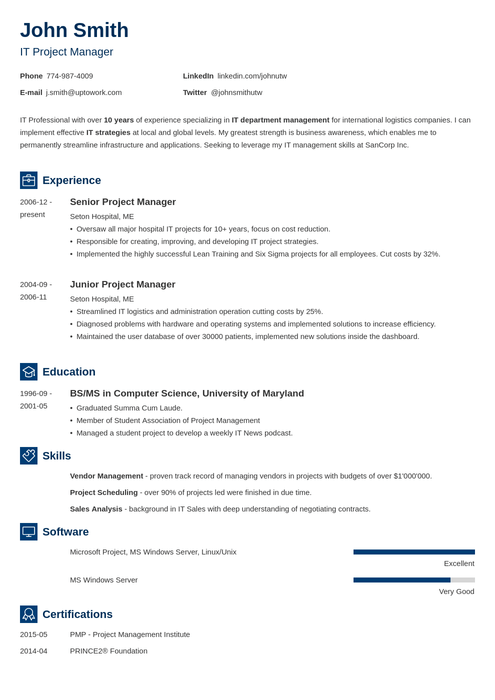 John Smith
IT Project Manager
Phone 774-987-4009 LinkedIn linkedin.com/johnutw
E-mail j.smith@uptowork.com Twitter @johnsmithutw
IT Professional with over 10 years of experience specializing in IT department management for international logistics companies. I can
implement effective IT strategies at local and global levels. My greatest strength is business awareness, which enables me to
permanently streamline infrastructure and applications. Seeking to leverage my IT management skills at SanCorp Inc.
Experience
2006-12 - Senior Project Manager
present Seton Hospital, ME
• Oversaw all major hospital IT projects for 10+ years, focus on cost reduction.
• Responsible for creating, improving, and developing IT project strategies.
• Implemented the highly successful Lean Training and Six Sigma projects for all employees. Cut costs by 32%.
2004-09 - Junior Project Manager
2006-11 Seton Hospital, ME
• Streamlined IT logistics and administration operation cutting costs by 25%.
• Diagnosed problems with hardware and operating systems and implemented solutions to increase efficiency.
• Maintained the user database of over 30000 patients, implemented new solutions inside the dashboard.
Education
1996-09 - BS/MS in Computer Science, University of Maryland
2001-05 • Graduated Summa Cum Laude.
• Member of Student Association of Project Management
• Managed a student project to develop a weekly IT News podcast.
Skills
Vendor Management - proven track record of managing vendors in projects with budgets of over $1'000'000.
Project Scheduling - over 90% of projects led were finished in due time.
Sales Analysis - background in IT Sales with deep understanding of negotiating contracts.
Software
Microsoft Project, MS Windows Server, Linux/Unix
Excellent
MS Windows Server
Very Good
Certifications
2015-05 PMP - Project Management Institute
2014-04 PRINCE2® Foundation